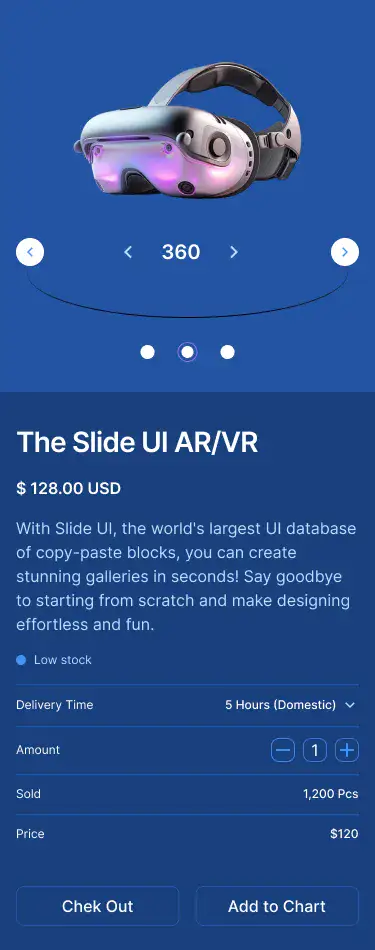 360
The Slide UI AR/VR
$ 128.00 USD
With Slide UI, the world's largest UI database
of copy-paste blocks, you can create
stunning galleries in seconds! Say goodbye
to starting from scratch and make designing
effortless and fun.
Low stock
Delivery Time 5 Hours (Domestic)
Amount 1
Sold 1,200 Pcs
Price $120
Chek Out Add to Chart